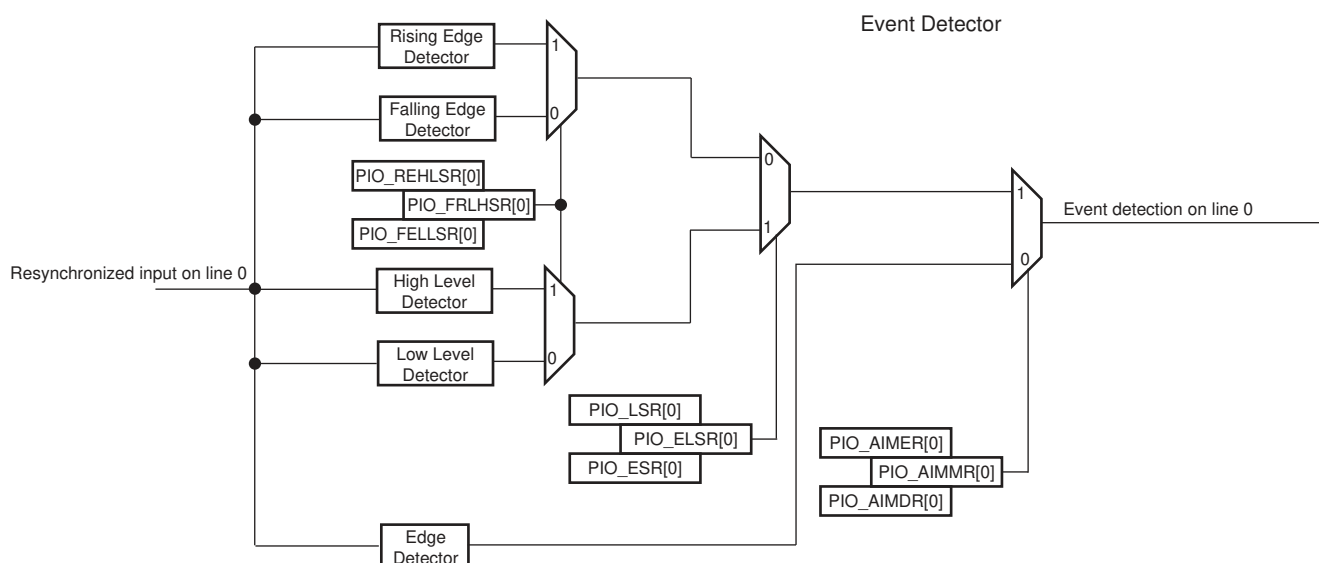 Event Detector
Rising Edge
Detector
1
Falling Edge
Detector
0
PIO_REHLSR[0]
PIO_FRLHSR[0]
PIO_FELLSR[0]
0
1
1
Event detection on line 0
0
Resynchronized input on line 0
High Level
Detector
1
Low Level
Detector
0
PIO_LSR[0]
PIO_ELSR[0]
PIO_ESR[0]
PIO_AIMER[0]
PIO_AIMMR[0]
PIO_AIMDR[0]
Edge
Detector